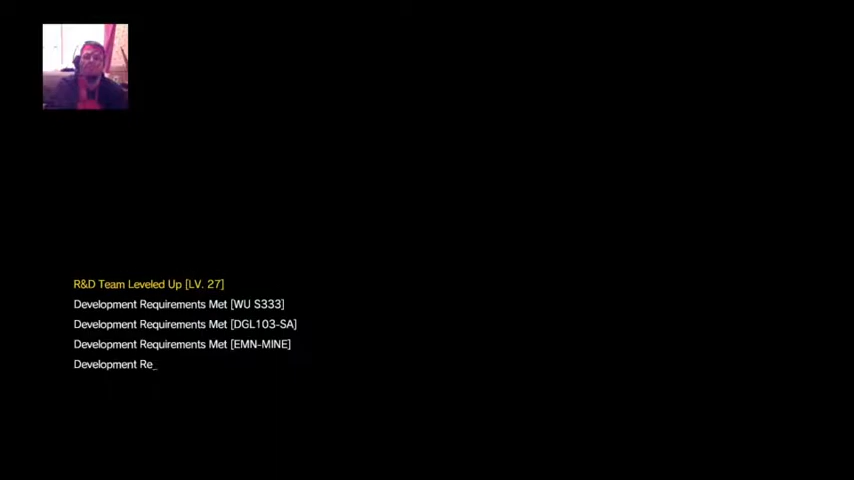 R&D Team Leveled Up [LV. 27]
Development Requirements Met [WU S333]
Development Requirements Met [DGL103-SA]
Development Requirements Met [EMN-MINE]
Development Re_